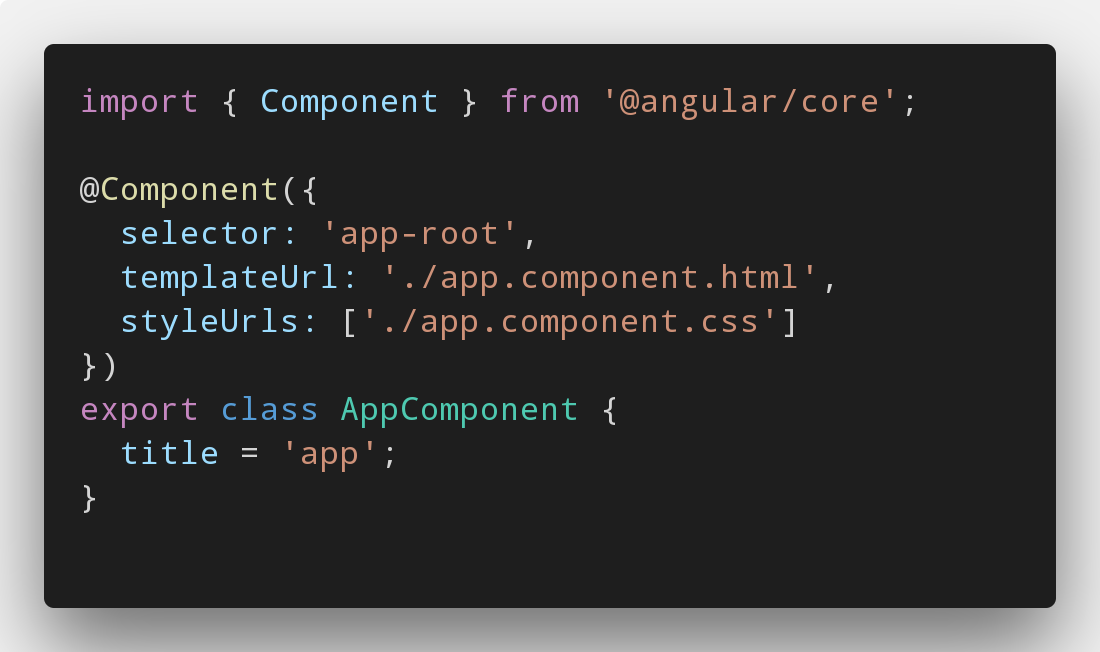 import { Component } from '@angular/core';
@Component({
  selector: 'app-root',
  templateUrl: './app.component.html',
  styleUrls: ['./app.component.css']
})
export class AppComponent {
  title = 'app';
}